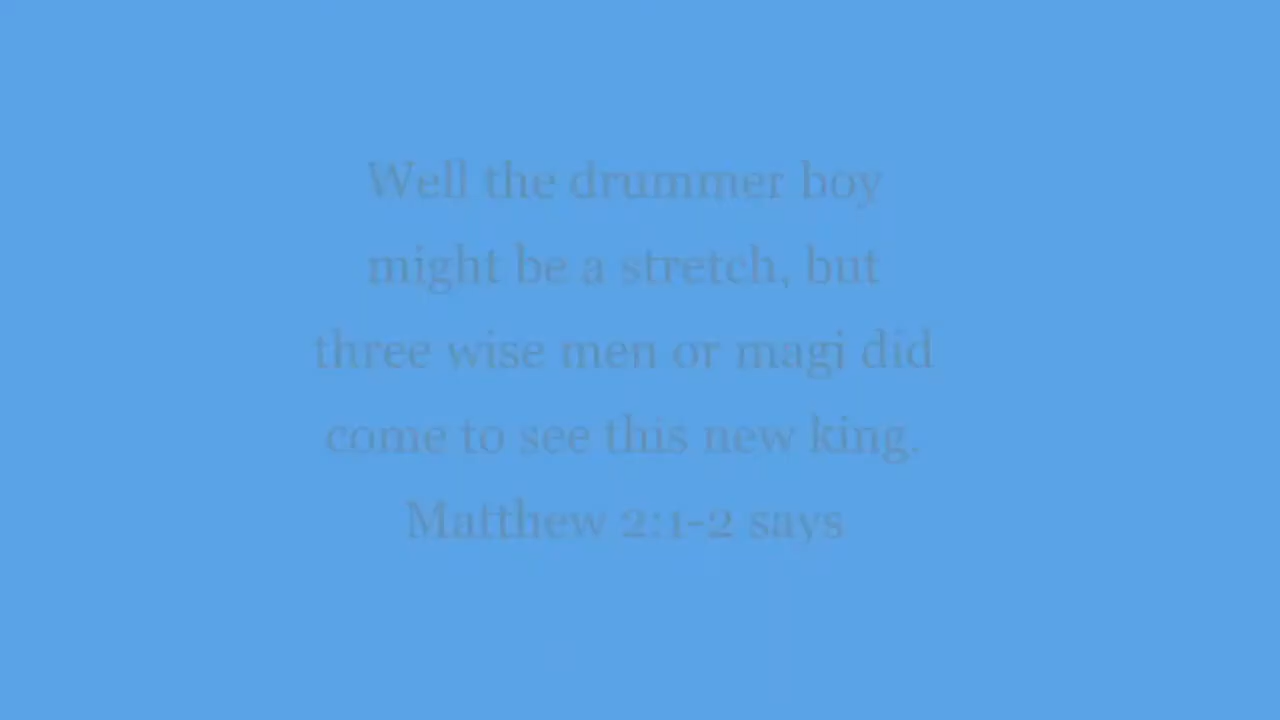 Well the drummer boy
might be a stretch, but
three wise men or magi did
come to see this new king.
Matthew 2:1-2 says